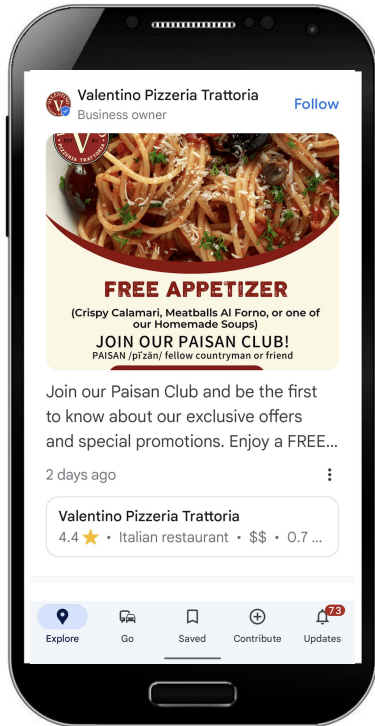 Valentino Pizzeria Trattoria
Business owner
Follow
PIZZERIA TRATTORIA
FREE APPETIZER
(Crispy Calamari, Meatballs Al Forno, or one of
our Homemade Soups)
JOIN OUR PAISAN CLUB!
PAISAN /pī'zän/ fellow countryman or friend
Join our Paisan Club and be the first
to know about our exclusive offers
and special promotions. Enjoy a FREE...
2 days ago
Valentino Pizzeria Trattoria
4.4 ⭐ • Italian restaurant • $$ • 0.7 ...
73
Explore Go Saved Contribute Updates